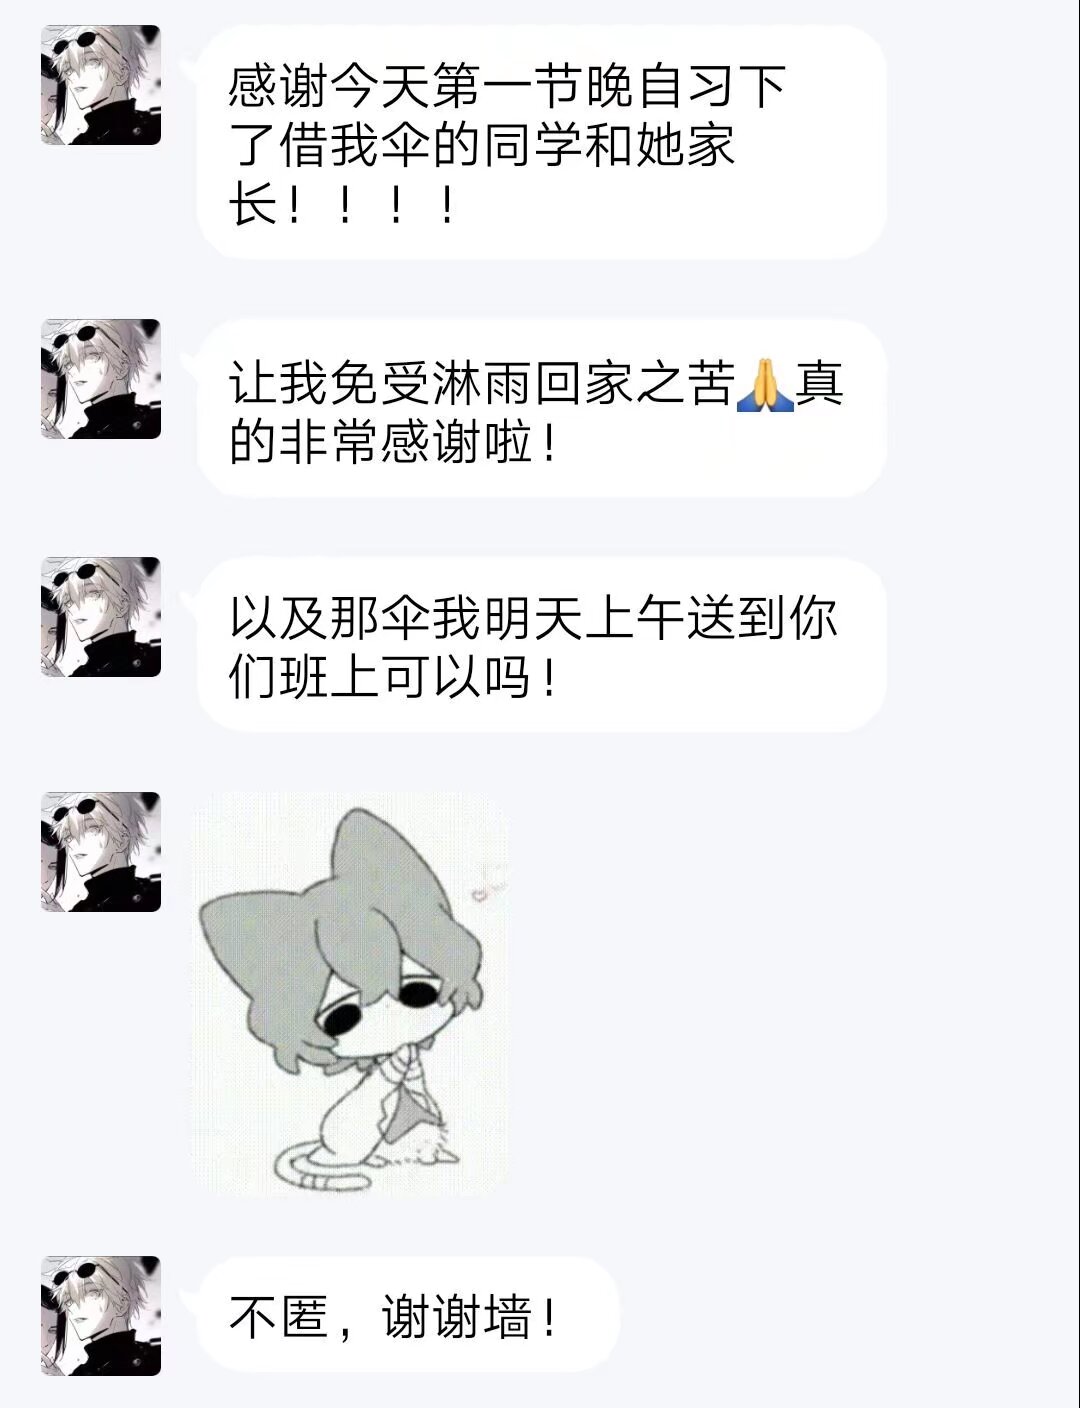 感谢今天第一节晚自习下
了借我伞的同学和她家
长！！！！
让我免受淋雨回家之苦🙏真
的非常感谢啦！
以及那伞我明天上午送到你
们班上可以吗！
不匿，谢谢墙！